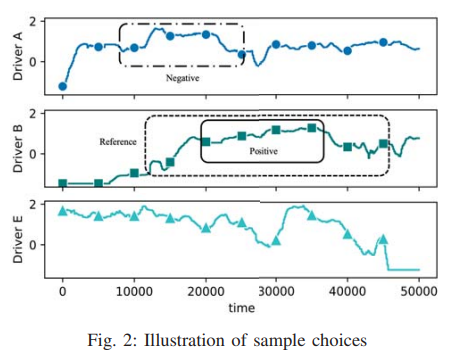 Driver A
2
0
Negative
Driver B
2
0
Reference
Positive
Driver E
2
0
0 10000 20000 30000 40000 50000
time
Fig. 2: Illustration of sample choices